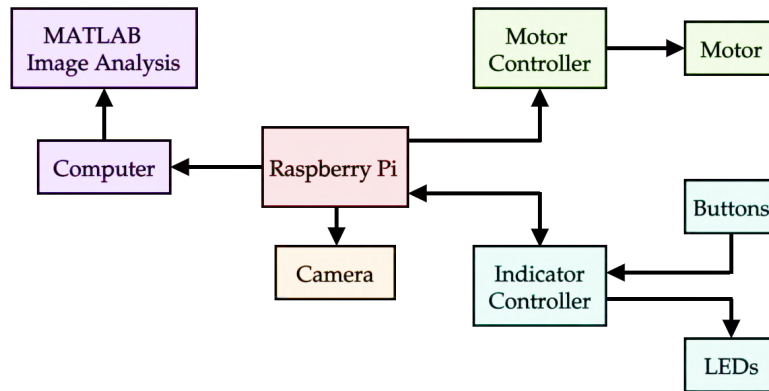 MATLAB
Image Analysis
Motor
Controller
Motor
Computer
Raspberry Pi
Buttons
Camera
Indicator
Controller
LEDs